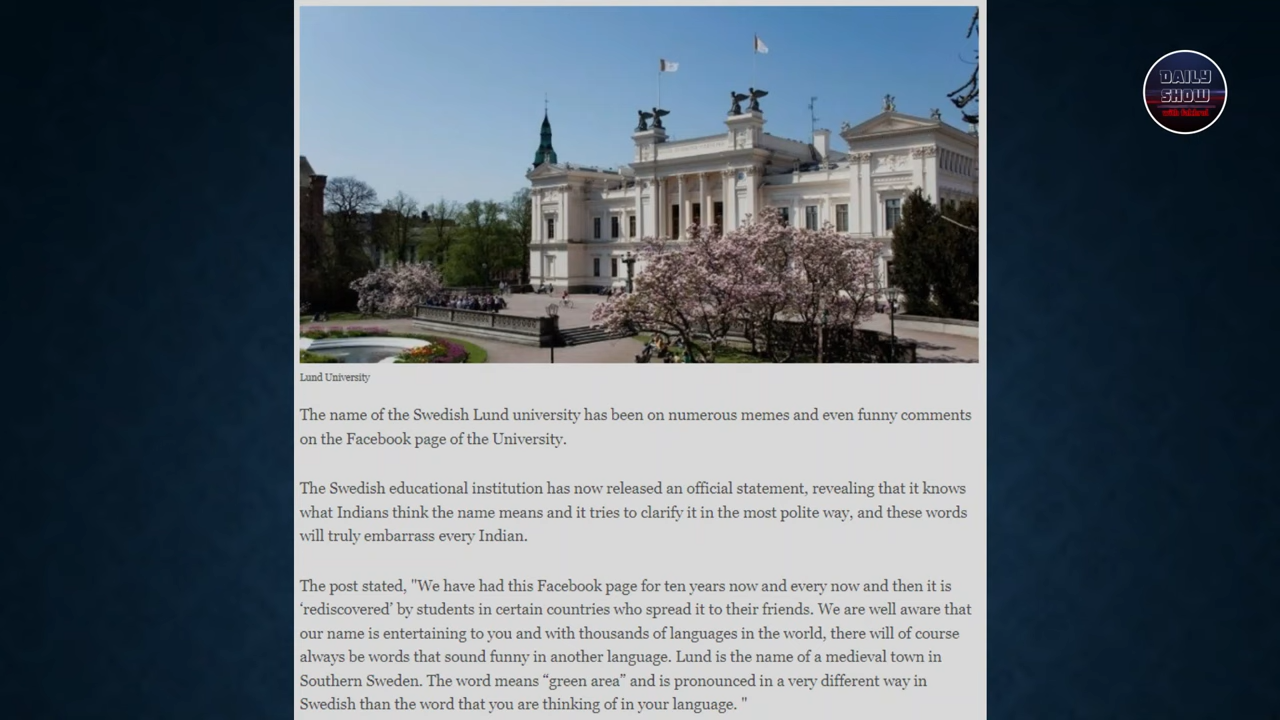 DAILY
SHOW
Lund University
The name of the Swedish Lund university has been on numerous memes and even funny comments
on the Facebook page of the University.
The Swedish educational institution has now released an official statement, revealing that it knows
what Indians think the name means and it tries to clarify it in the most polite way, and these words
will truly embarrass every Indian.
The post stated, "We have had this Facebook page for ten years now and every now and then it is
‘rediscovered’ by students in certain countries who spread it to their friends. We are well aware that
our name is entertaining to you and with thousands of languages in the world, there will of course
always be words that sound funny in another language. Lund is the name of a medieval town in
Southern Sweden. The word means “green area” and is pronounced in a very different way in
Swedish than the word that you are thinking of in your language. "